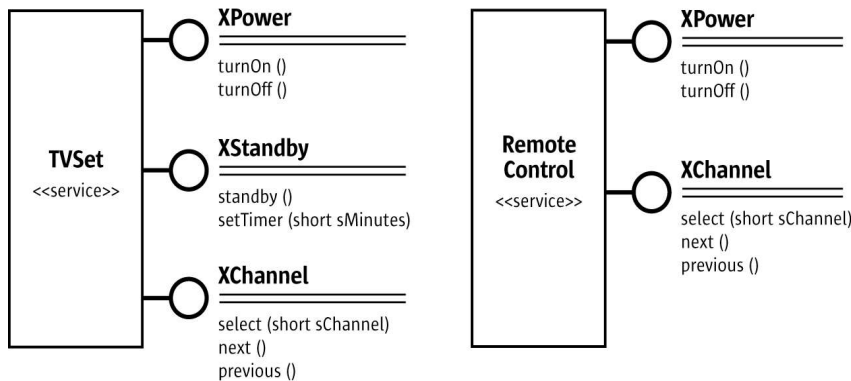 TVSet
<<service>>
XPower
turnOn ()
turnOff ()
XStandby
standby ()
setTimer (short sMinutes)
XChannel
select (short sChannel)
next ()
previous ()
Remote
Control
<<service>>
XPower
turnOn ()
turnOff ()
XChannel
select (short sChannel)
next ()
previous ()